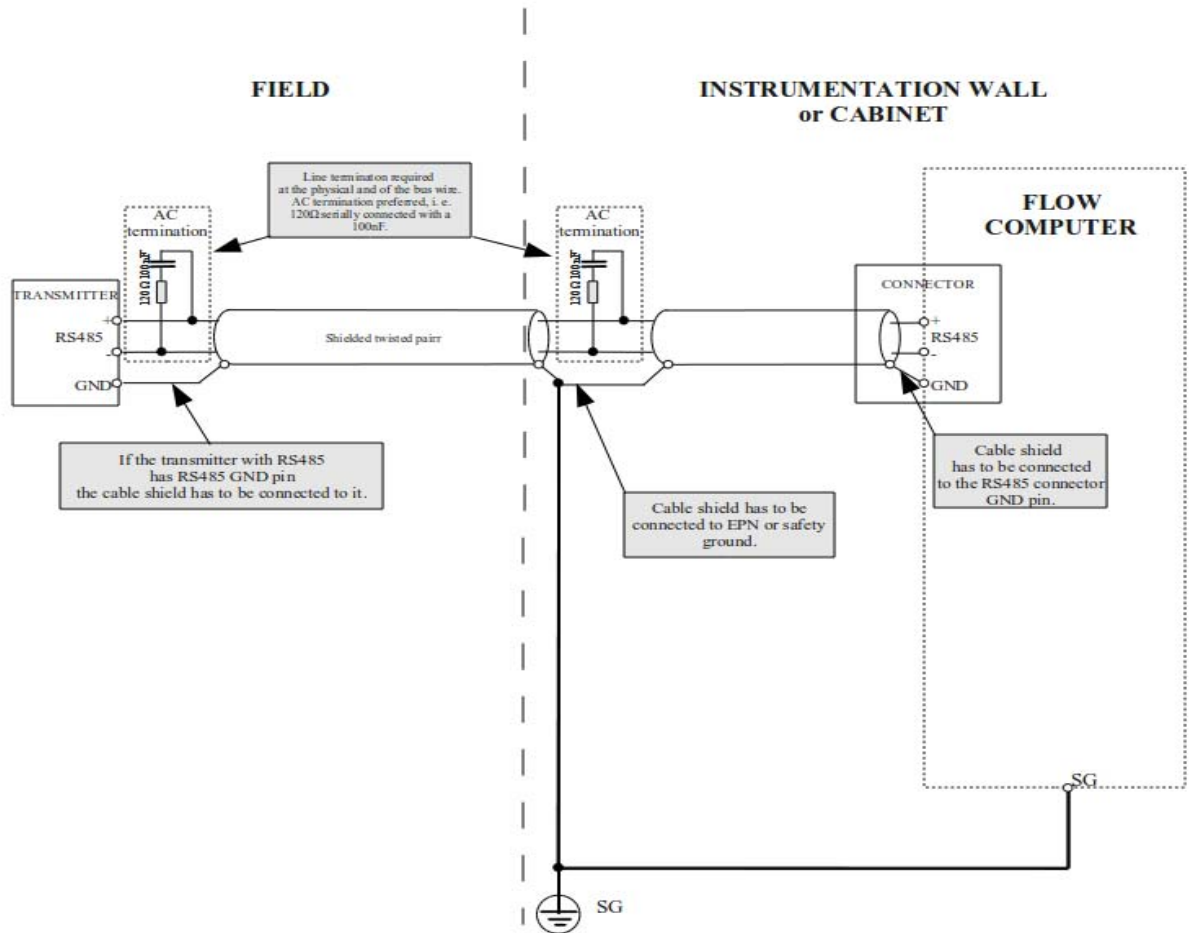 FIELD
INSTRUMENTATION WALL
or CABINET
Line termination required
at the physical and of the bus wire.
AC termination preferred, i. e.
120Ω serially connected with a
100nF.
AC
termination
120 Ω 100nF
AC
termination
120 Ω 100nF
FLOW
COMPUTER
TRANSMITTER
+
RS485
-
GND
Shielded twisted pairr
CONNECTOR
+
RS485
-
GND
If the transmitter with RS485
has RS485 GND pin
the cable shield has to be connected to it.
Cable shield has to be
connected to EPN or safety
ground.
Cable shield
has to be connected
to the RS485 connector
GND pin.
SG
SG